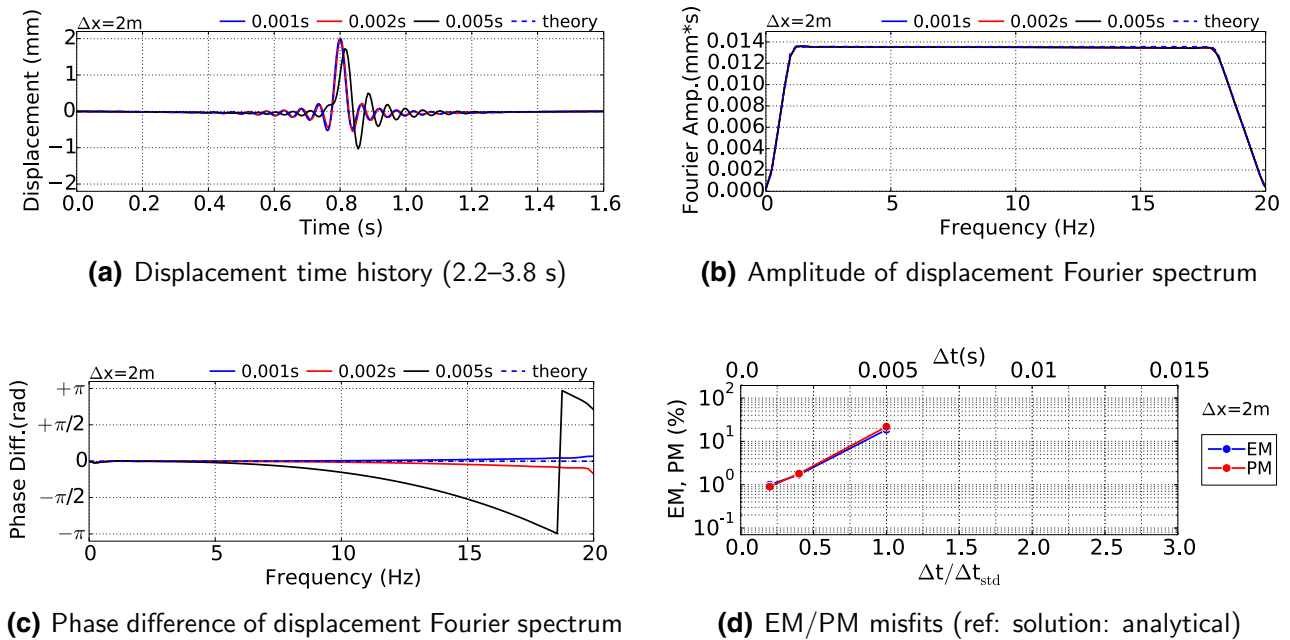 Δx=2m 0.001s 0.002s 0.005s theory
Displacement (mm)
2
1
0
−1
−2
0.0 0.2 0.4 0.6 0.8 1.0 1.2 1.4 1.6
Time (s)
(a) Displacement time history (2.2–3.8 s)
Δx=2m 0.001s 0.002s 0.005s theory
Fourier Amp.(mm*s)
0.014
0.012
0.010
0.008
0.006
0.004
0.002
0.000
0 5 10 15 20
Frequency (Hz)
(b) Amplitude of displacement Fourier spectrum
Δx=2m 0.001s 0.002s 0.005s theory
Phase Diff.(rad)
+π
+π/2
0
−π/2
−π
0 5 10 15 20
Frequency (Hz)
(c) Phase difference of displacement Fourier spectrum
Δt(s)
0.0 0.005 0.01 0.015
EM, PM (%)
10²
10¹
10⁰
10⁻¹
0.0 0.5 1.0 1.5 2.0 2.5 3.0
Δt/Δt_std
Δx=2m
EM
PM
(d) EM/PM misfits (ref: solution: analytical)